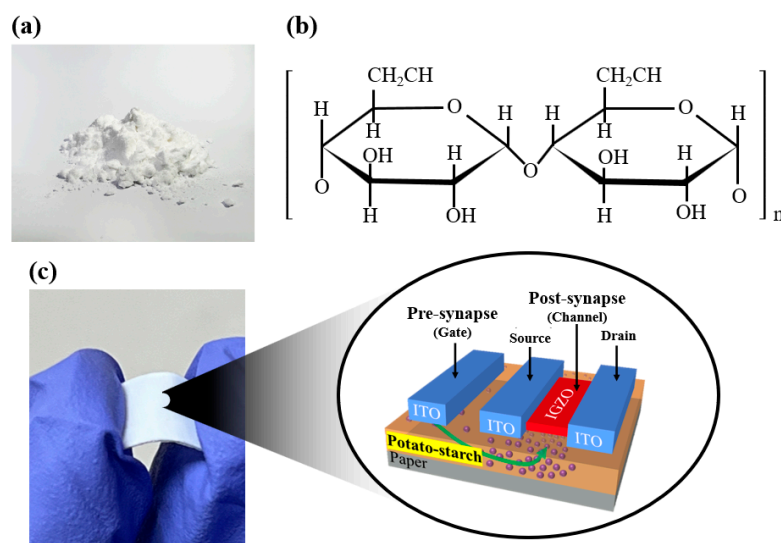 (a)
(b)
CH₂CH
CH₂CH
H
O
H
H
O
H
H
H
OH
H
O
OH
H
O
O
H
OH
H
OH
n
(c)
Pre-synapse
(Gate)
Post-synapse
(Channel)
Source
Drain
ITO
ITO
IGZO
ITO
Potato-starch
Paper